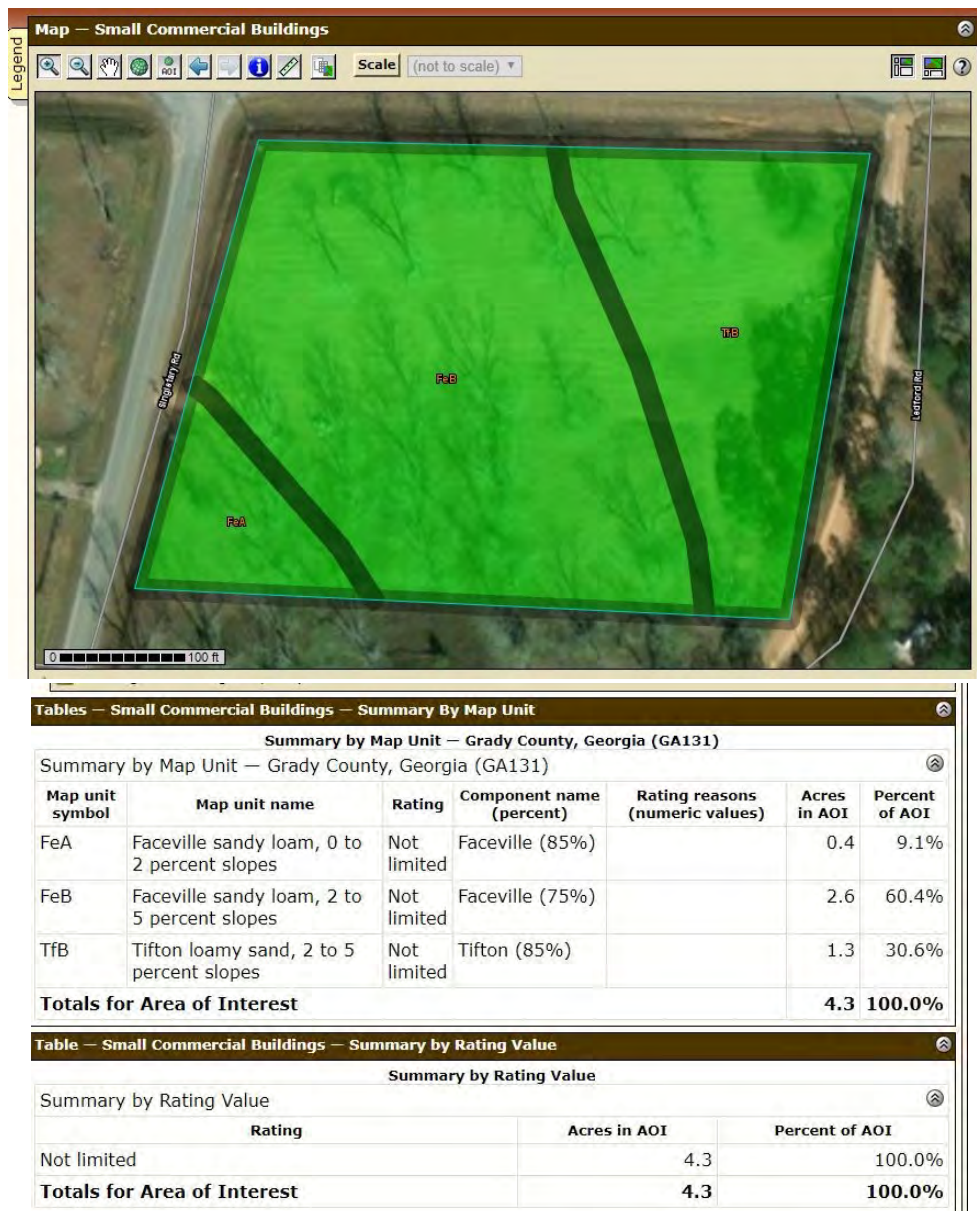 Legend
Map — Small Commercial Buildings
AOI
Scale
(not to scale)
Singletary Rd
FeB
TfB
Ledford Rd
FeA
0 100 ft
Tables — Small Commercial Buildings — Summary By Map Unit
Summary by Map Unit — Grady County, Georgia (GA131)
Summary by Map Unit — Grady County, Georgia (GA131)
Map unit symbol Map unit name Rating Component name (percent) Rating reasons (numeric values) Acres in AOI Percent of AOI
FeA Faceville sandy loam, 0 to 2 percent slopes Not limited Faceville (85%) 0.4 9.1%
FeB Faceville sandy loam, 2 to 5 percent slopes Not limited Faceville (75%) 2.6 60.4%
TfB Tifton loamy sand, 2 to 5 percent slopes Not limited Tifton (85%) 1.3 30.6%
Totals for Area of Interest 4.3 100.0%
Table — Small Commercial Buildings — Summary by Rating Value
Summary by Rating Value
Summary by Rating Value
Rating Acres in AOI Percent of AOI
Not limited 4.3 100.0%
Totals for Area of Interest 4.3 100.0%